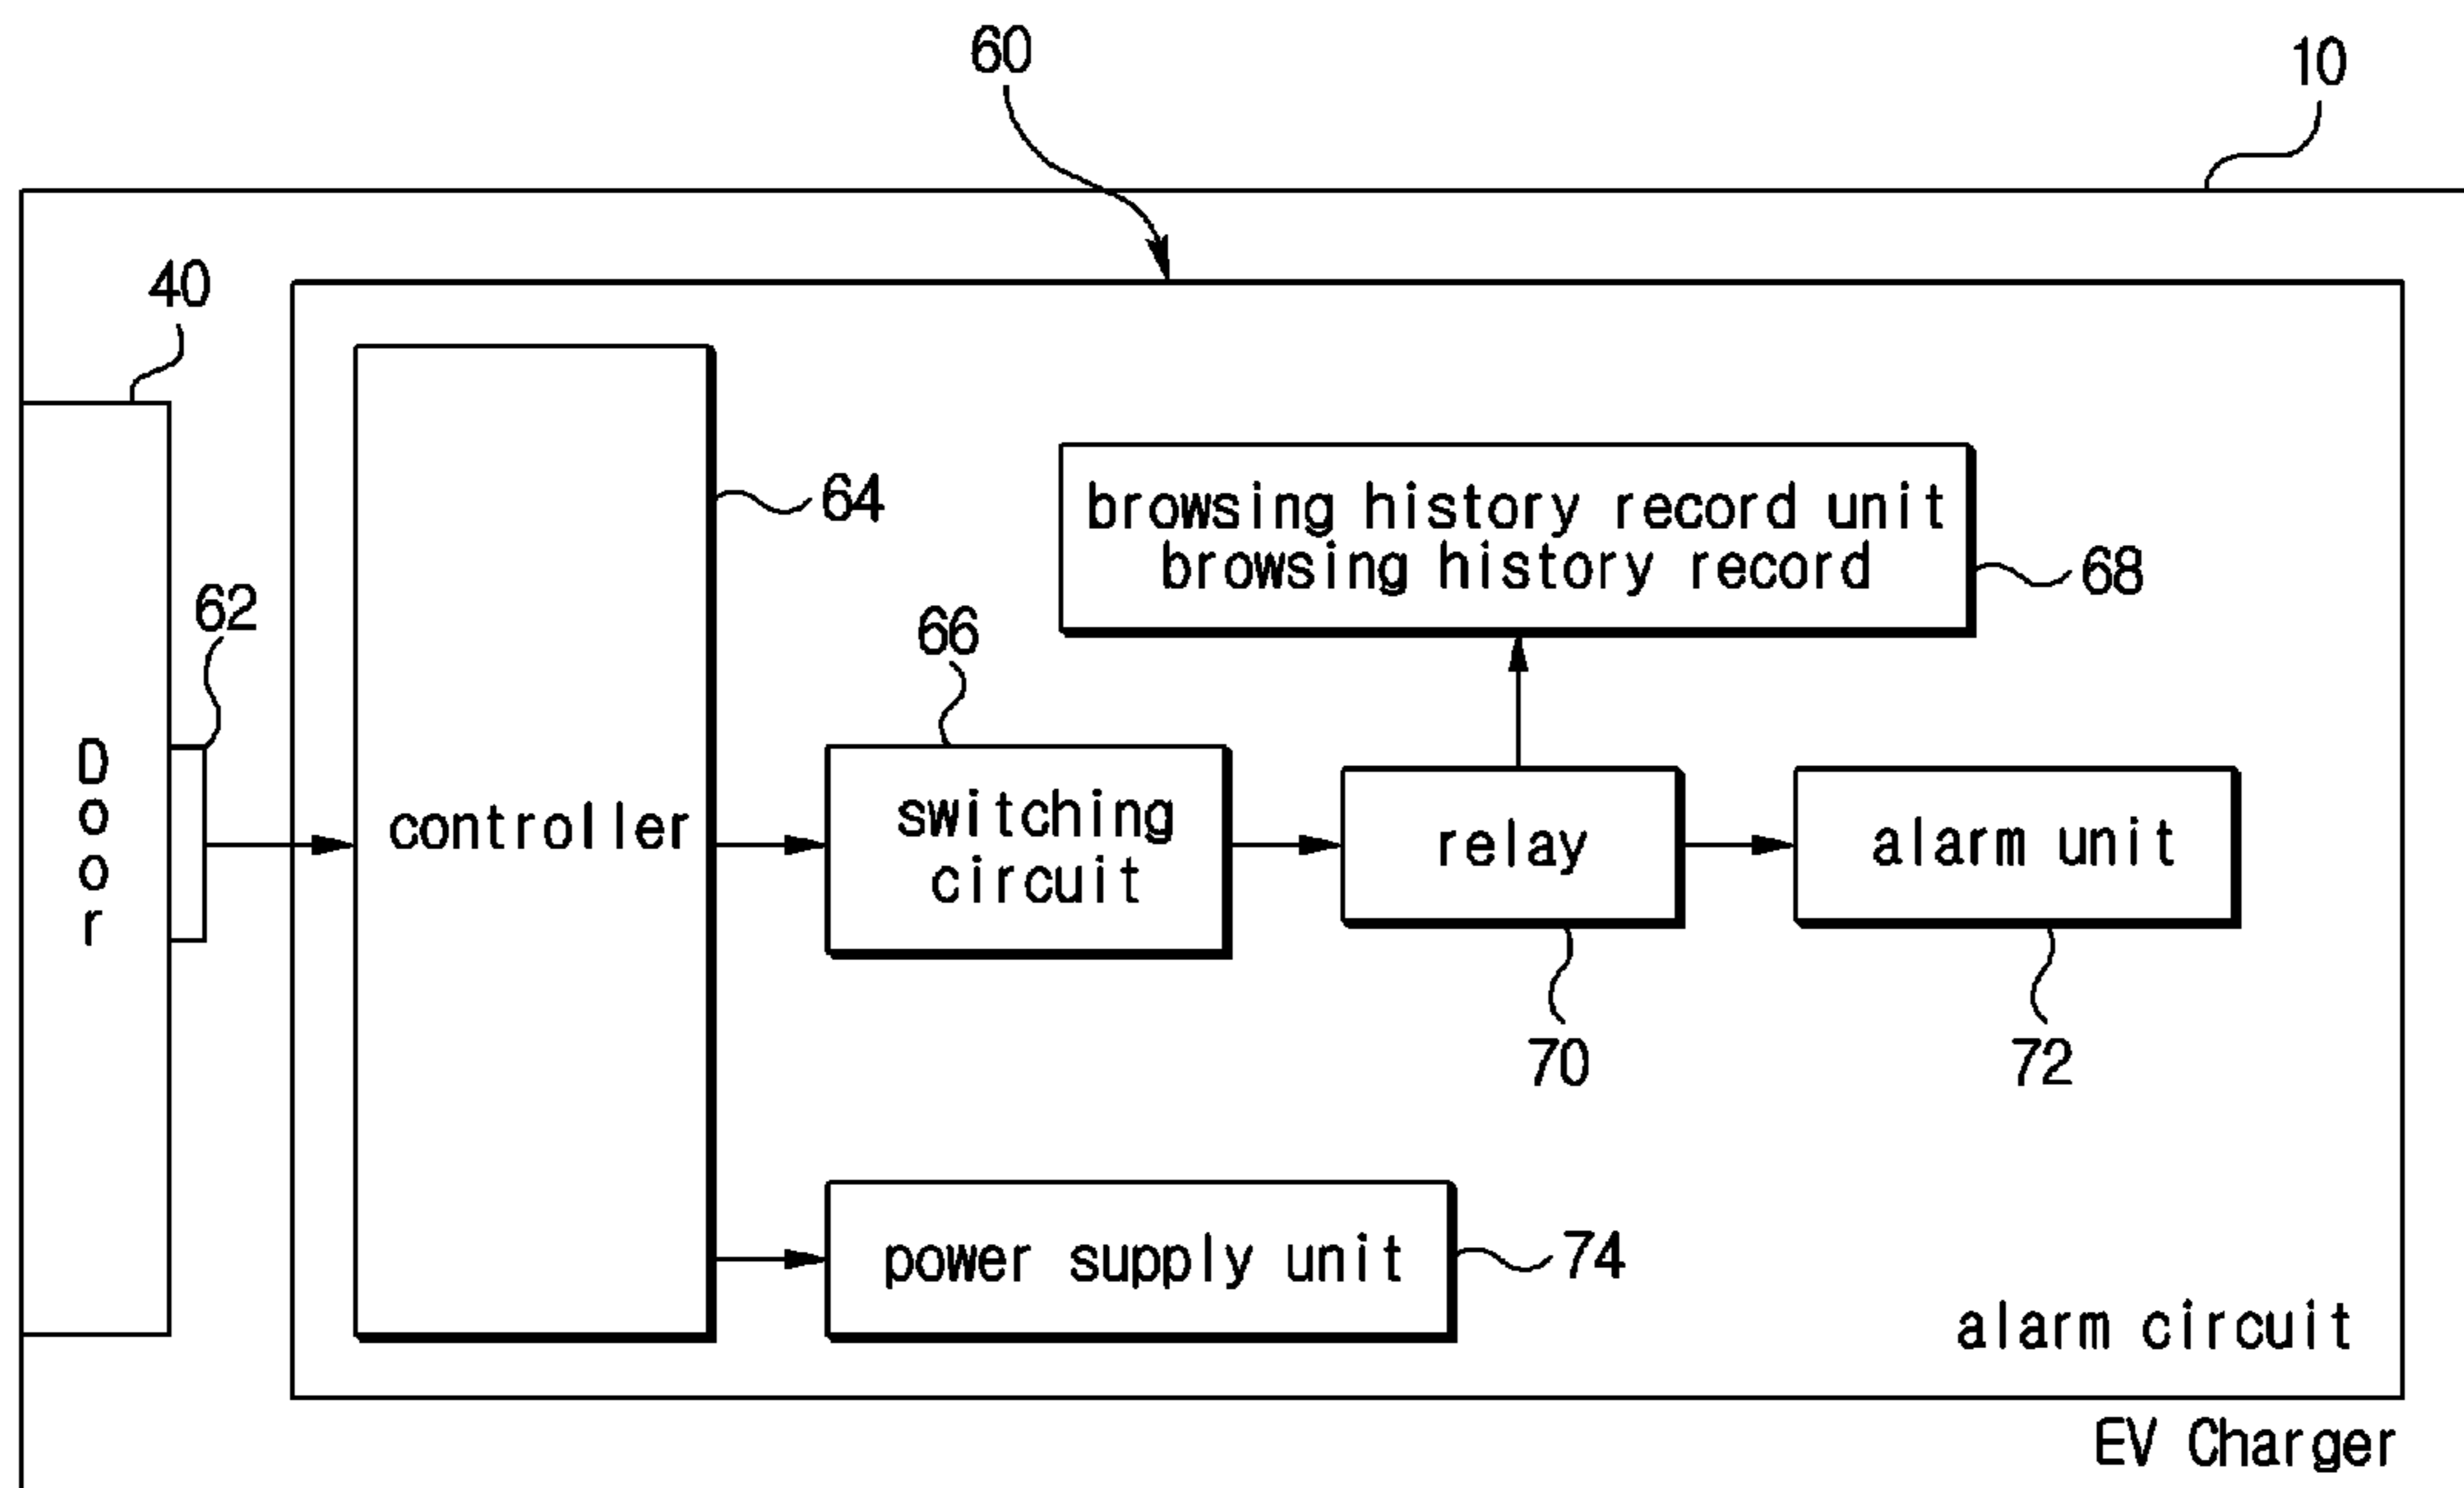 60
10
40
64
browsing history record unit
browsing history record
68
62
66
Door
controller
switching
circuit
relay
alarm unit
70
72
power supply unit
74
alarm circuit
EV Charger